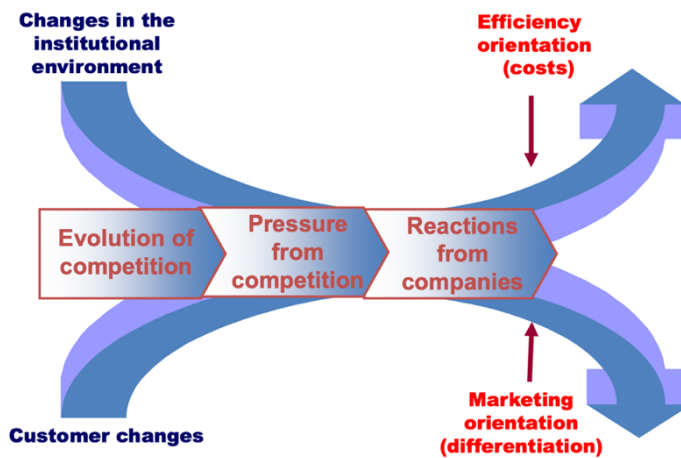 Changes in the
institutional
environment
Efficiency
orientation
(costs)
Evolution of
competition
Pressure
from
competition
Reactions
from
companies
Customer changes
Marketing
orientation
(differentiation)